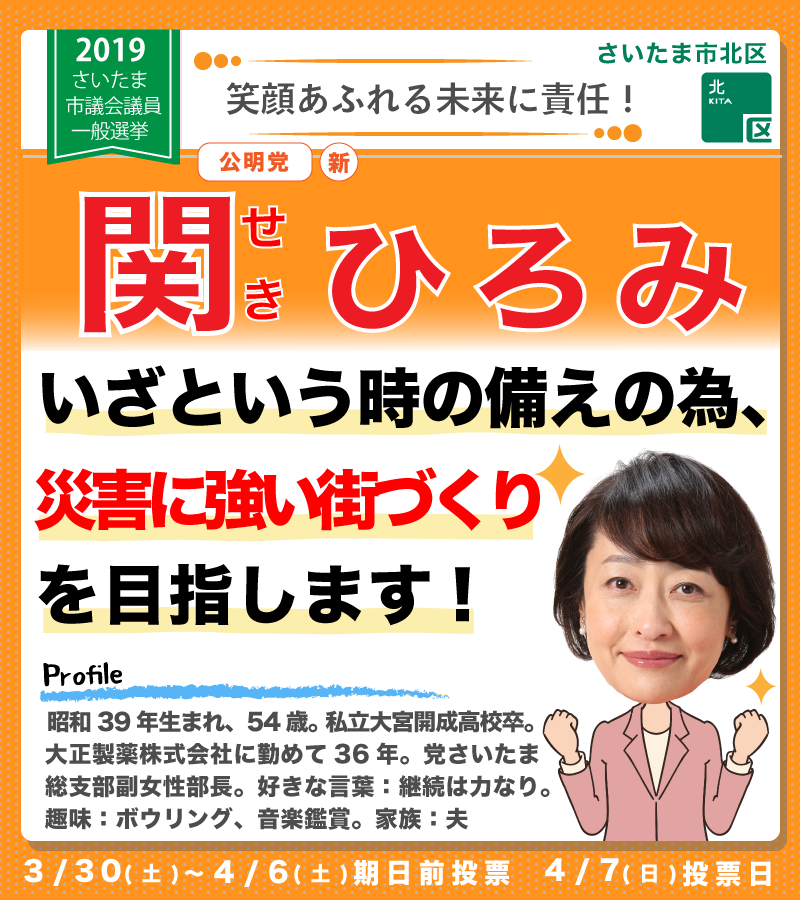 2019
さいたま
市議会議員
一般選挙
笑顔あふれる未来に責任！
さいたま市北区
北
KITA
区
公明党 新
関 せき ひろみ
いざという時の備えの為、
災害に強い街づくり
を目指します！
Profile
昭和39年生まれ、54歳。私立大宮開成高校卒。
大正製薬株式会社に勤めて36年。党さいたま
総支部副女性部長。好きな言葉：継続は力なり。
趣味：ボウリング、音楽鑑賞。家族：夫
3/30(土)～4/6(土)期日前投票 4/7(日)投票日